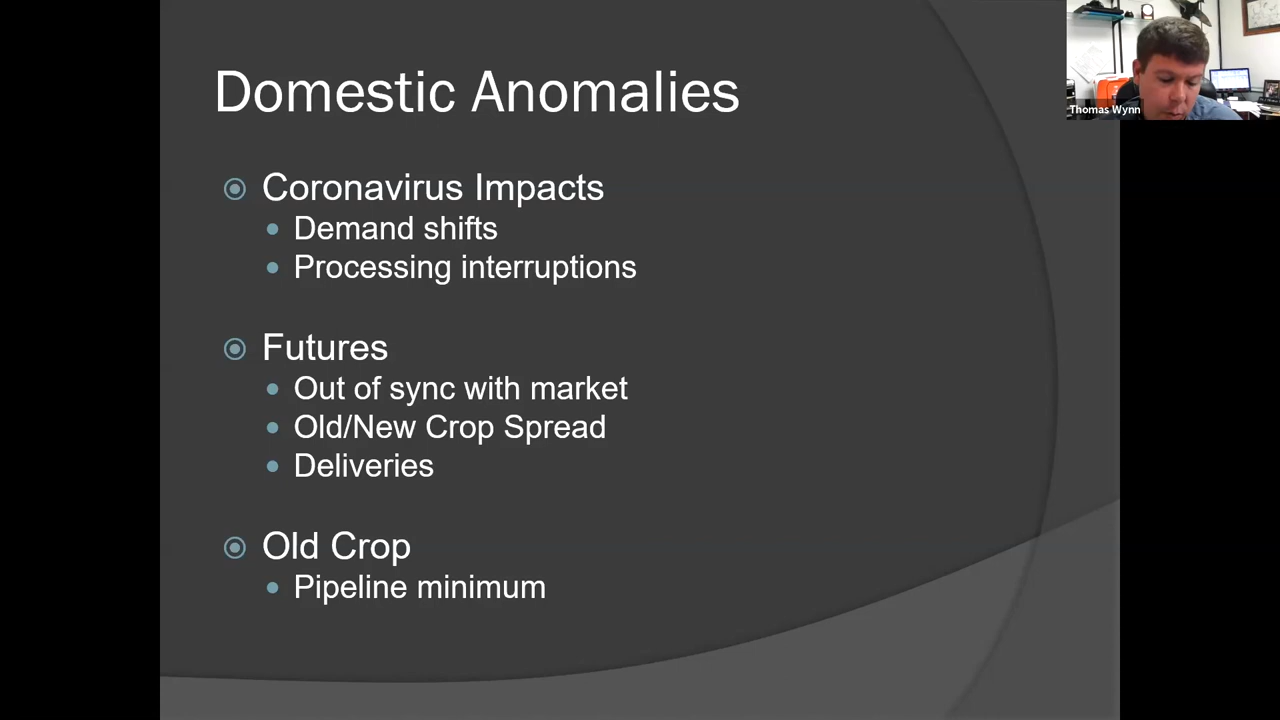 Domestic Anomalies
Thomas Wynn
Coronavirus Impacts
Demand shifts
Processing interruptions
Futures
Out of sync with market
Old/New Crop Spread
Deliveries
Old Crop
Pipeline minimum